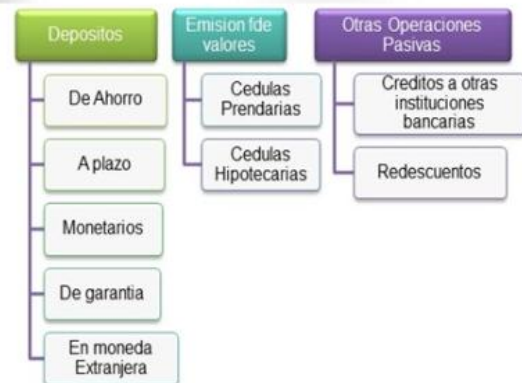 Depositos
De Ahorro
A plazo
Monetarios
De garantia
En moneda
Extranjera
Emision fde
valores
Cedulas
Prendarias
Cedulas
Hipotecarias
Otras Operaciones
Pasivas
Creditos a otras
instituciones
bancarias
Redescuentos